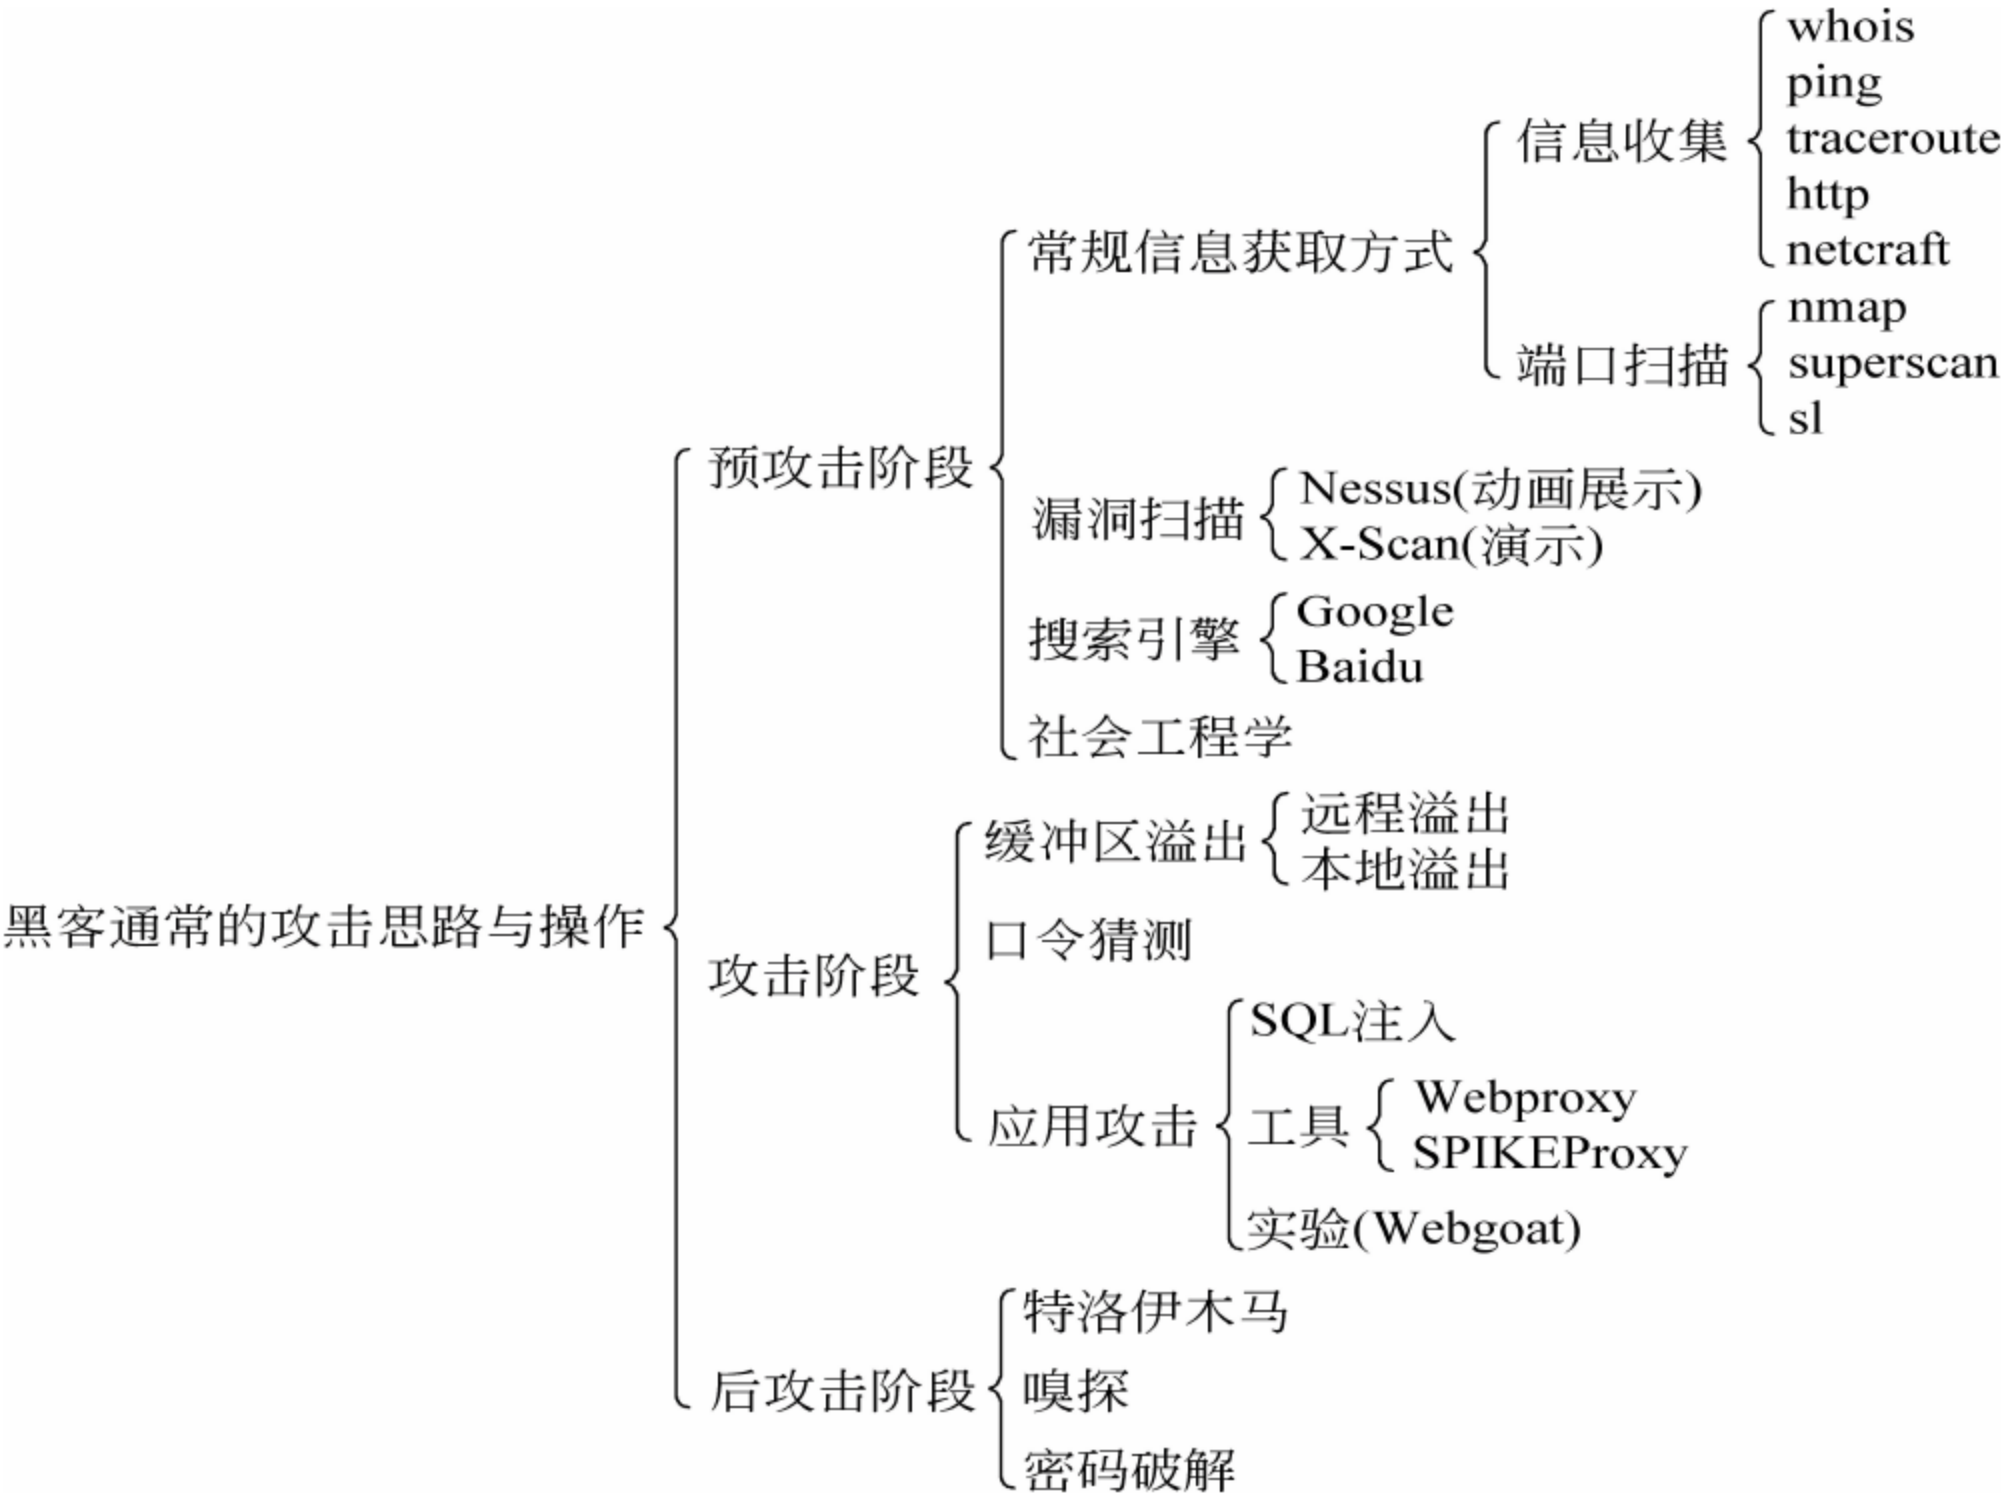 黑客通常的攻击思路与操作
预攻击阶段
常规信息获取方式
信息收集
whois
ping
traceroute
http
netcraft
端口扫描
nmap
superscan
sl
漏洞扫描
Nessus(动画展示)
X-Scan(演示)
搜索引擎
Google
Baidu
社会工程学
攻击阶段
缓冲区溢出
远程溢出
本地溢出
口令猜测
应用攻击
SQL注入
工具
Webproxy
SPIKEProxy
实验(Webgoat)
后攻击阶段
特洛伊木马
嗅探
密码破解